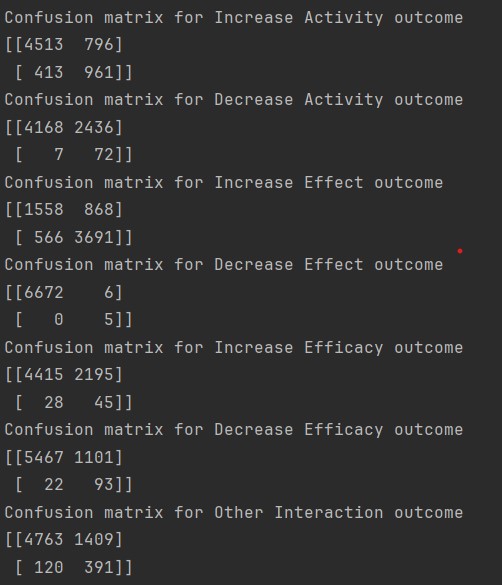 Confusion matrix for Increase Activity outcome
[[4513  796]
 [ 413  961]]
Confusion matrix for Decrease Activity outcome
[[4168 2436]
 [   7   72]]
Confusion matrix for Increase Effect outcome
[[1558  868]
 [ 566 3691]]
Confusion matrix for Decrease Effect outcome
[[6672    6]
 [   0    5]]
Confusion matrix for Increase Efficacy outcome
[[4415 2195]
 [  28   45]]
Confusion matrix for Decrease Efficacy outcome
[[5467 1101]
 [  22   93]]
Confusion matrix for Other Interaction outcome
[[4763 1409]
 [ 120  391]]